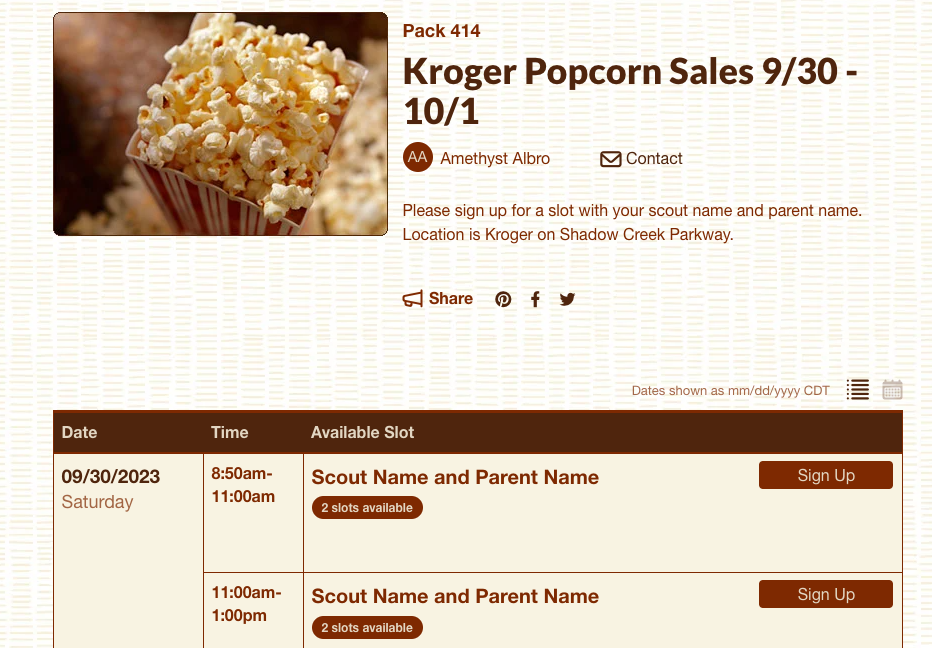 Pack 414
Kroger Popcorn Sales 9/30 -
10/1
AA Amethyst Albro Contact
Please sign up for a slot with your scout name and parent name.
Location is Kroger on Shadow Creek Parkway.
Share
Dates shown as mm/dd/yyyy CDT
Date Time Available Slot
09/30/2023
Saturday
8:50am-
11:00am
Scout Name and Parent Name
2 slots available
Sign Up
11:00am-
1:00pm
Scout Name and Parent Name
2 slots available
Sign Up